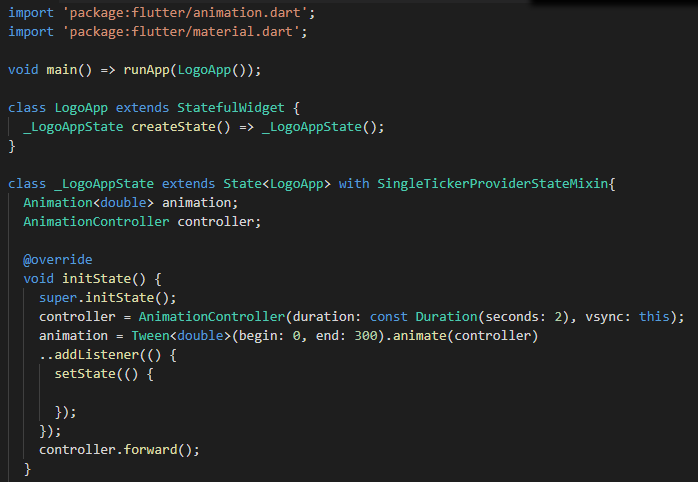 import 'package:flutter/animation.dart';
import 'package:flutter/material.dart';
void main() => runApp(LogoApp());
class LogoApp extends StatefulWidget {
_LogoAppState createState() => _LogoAppState();
}
class _LogoAppState extends State<LogoApp> with SingleTickerProviderStateMixin{
Animation<double> animation;
AnimationController controller;
@override
void initState() {
super.initState();
controller = AnimationController(duration: const Duration(seconds: 2), vsync: this);
animation = Tween<double>(begin: 0, end: 300).animate(controller)
..addListener(() {
setState(() {
});
});
controller.forward();
}